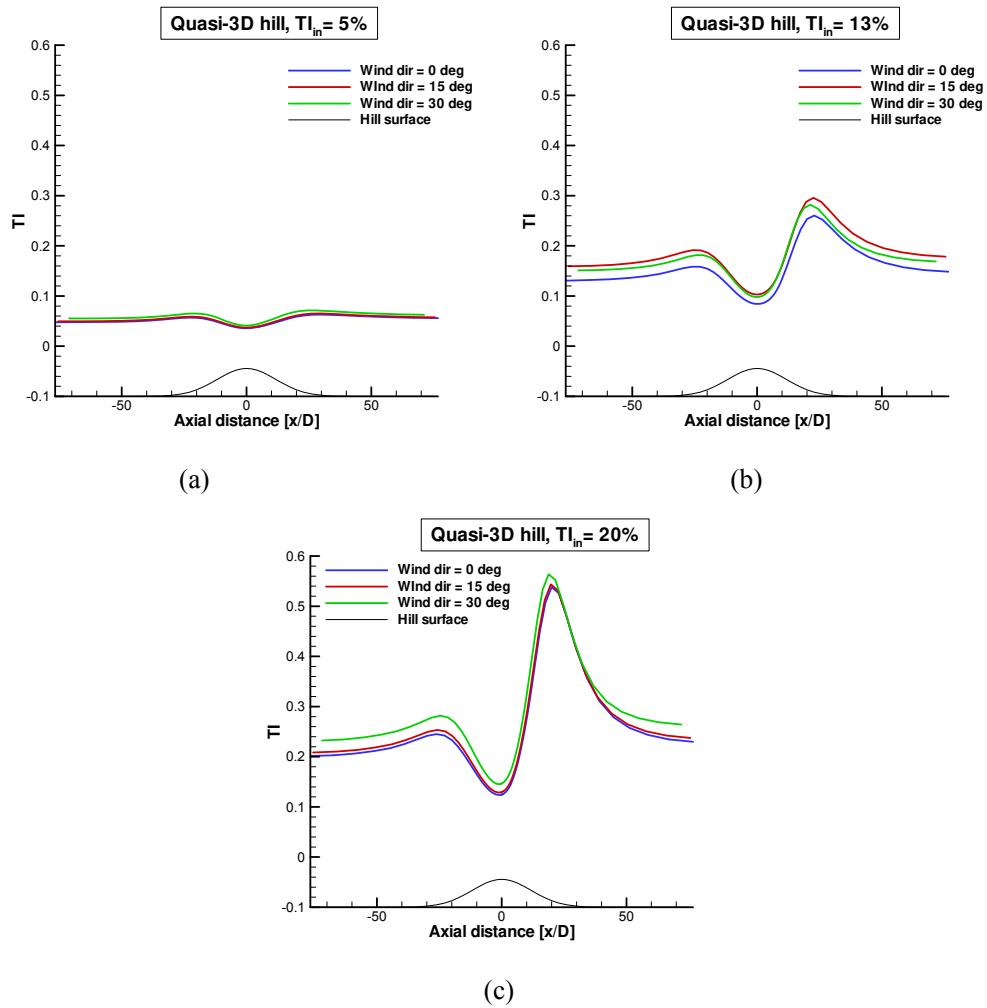 Quasi-3D hill, TIin= 5%
0.6
0.5
0.4
0.3
0.2
0.1
0
-0.1
TI
Wind dir = 0 deg
WInd dir = 15 deg
Wind dir = 30 deg
Hill surface
-50
0
50
Axial distance [x/D]
(a)
Quasi-3D hill, TIin= 13%
0.6
0.5
0.4
0.3
0.2
0.1
0
-0.1
TI
Wind dir = 0 deg
WInd dir = 15 deg
Wind dir = 30 deg
Hill surface
-50
0
50
Axial distance [x/D]
(b)
Quasi-3D hill, TIin= 20%
0.6
0.5
0.4
0.3
0.2
0.1
0
-0.1
TI
Wind dir = 0 deg
WInd dir = 15 deg
Wind dir = 30 deg
Hill surface
-50
0
50
Axial distance [x/D]
(c)